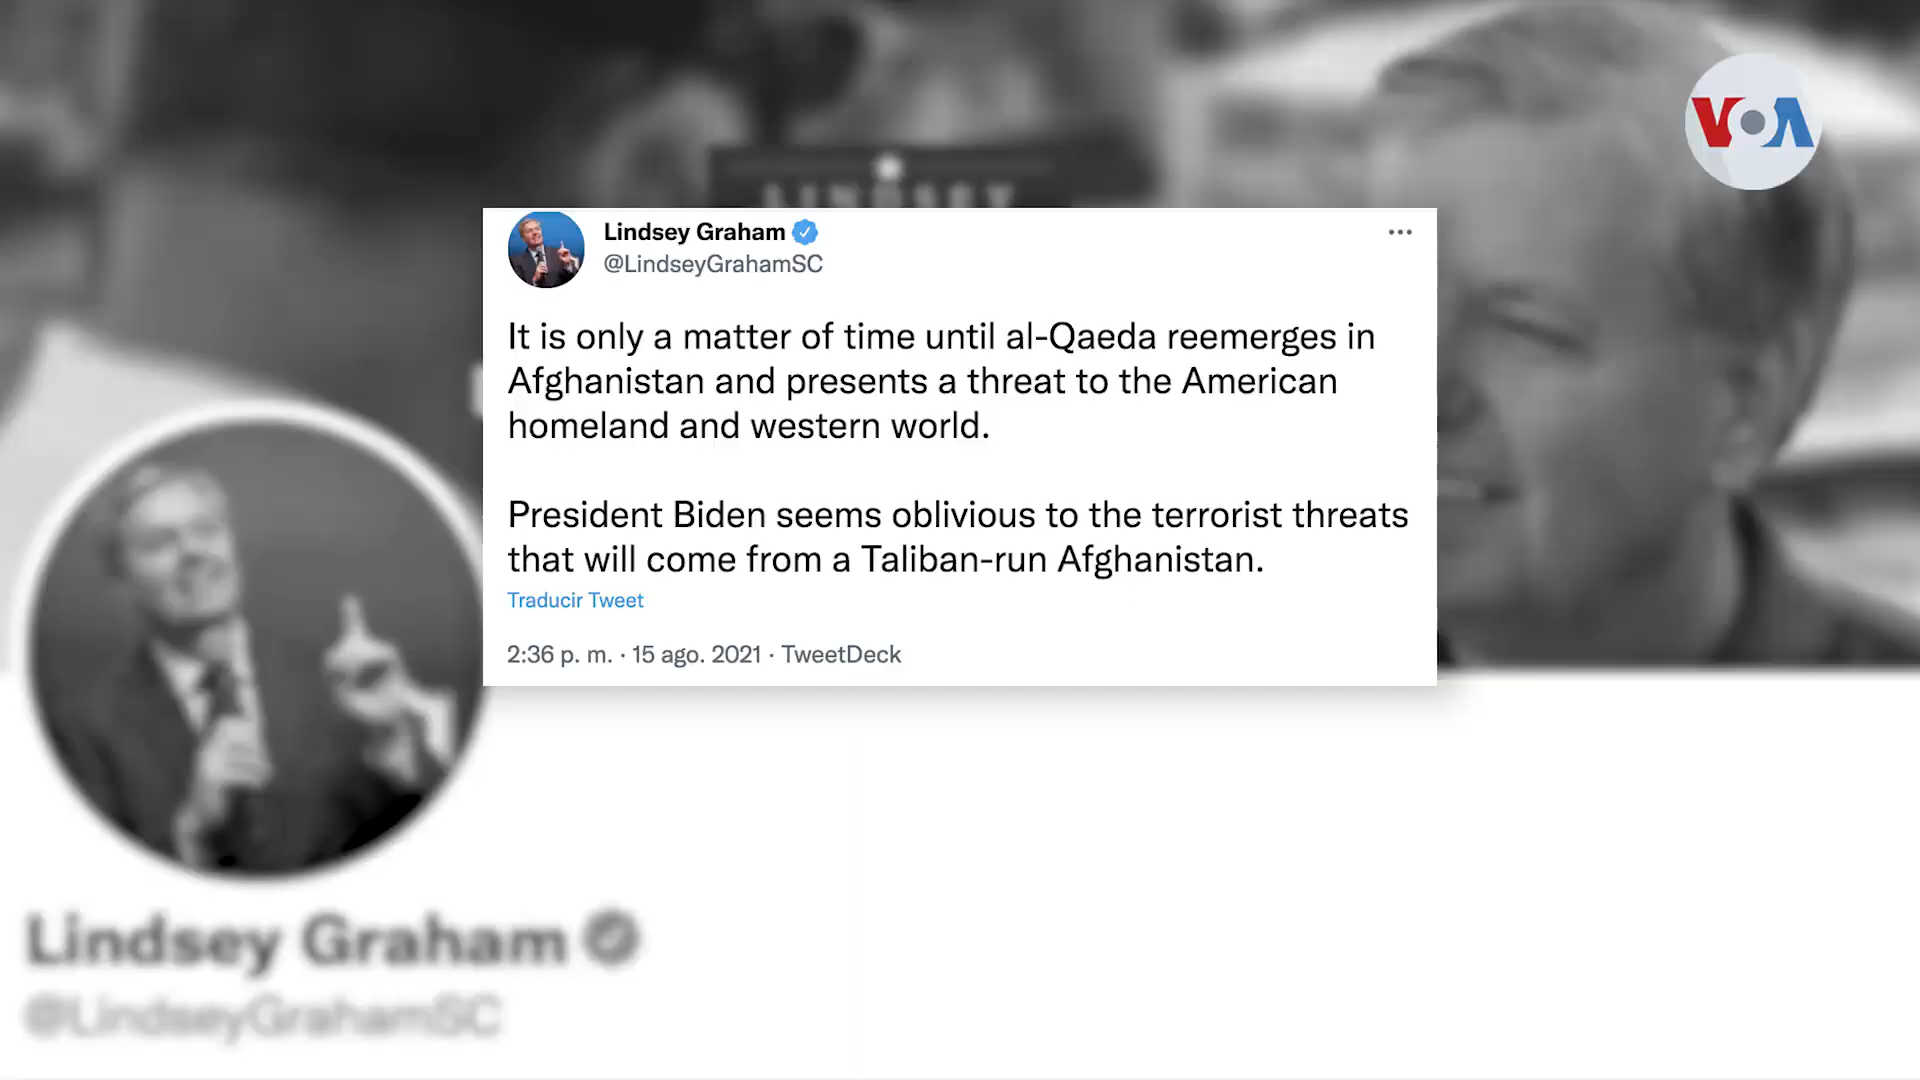 VOA
LINDSEY
Lindsey Graham
@LindseyGrahamSC
It is only a matter of time until al-Qaeda reemerges in
Afghanistan and presents a threat to the American
homeland and western world.
President Biden seems oblivious to the terrorist threats
that will come from a Taliban-run Afghanistan.
Traducir Tweet
2:36 p. m. · 15 ago. 2021 · TweetDeck
Lindsey Graham
@LindseyGrahamSC